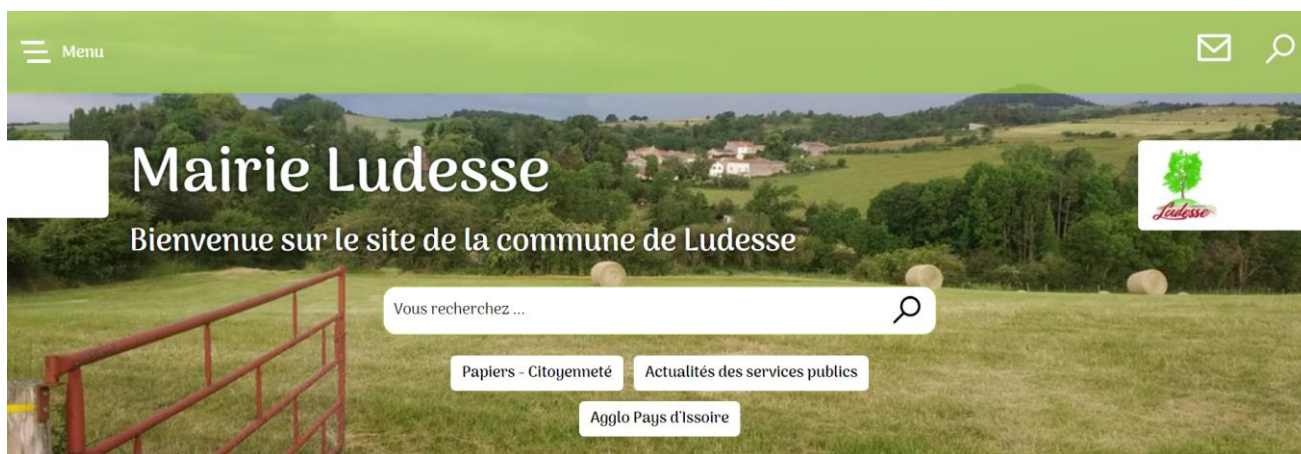 Menu
Mairie Ludesse
Ludesse
Bienvenue sur le site de la commune de Ludesse
Vous recherchez ...
Papiers - Citoyenneté
Actualités des services publics
Agglo Pays d'Issoire